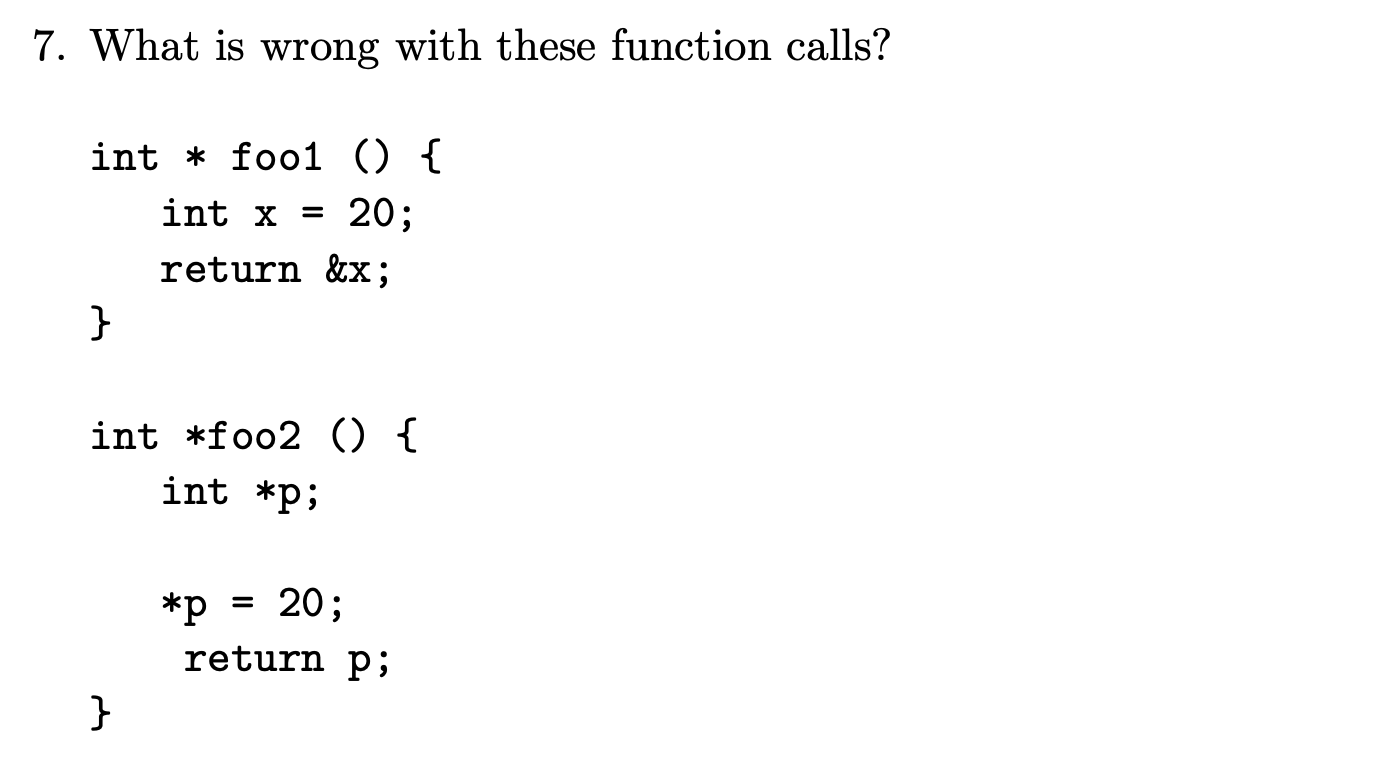 7. What is wrong with these function calls?
int * foo1 () {
int x = 20;
return &x;
}
int *foo2 () {
int *p;
*p = 20;
return p;
}